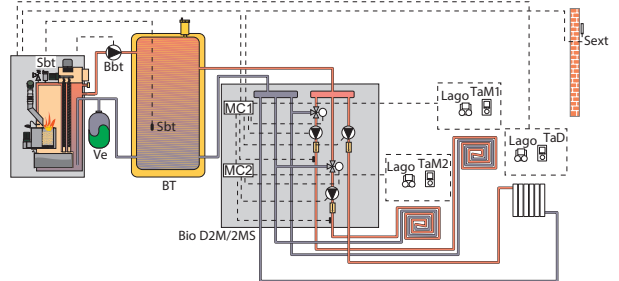 Sbt
Bbt
Sbt
Ve
BT
MC1
MC2
Bio D2M/2MS
Lago TaM1
Lago TaM2
Lago TaD
Sext